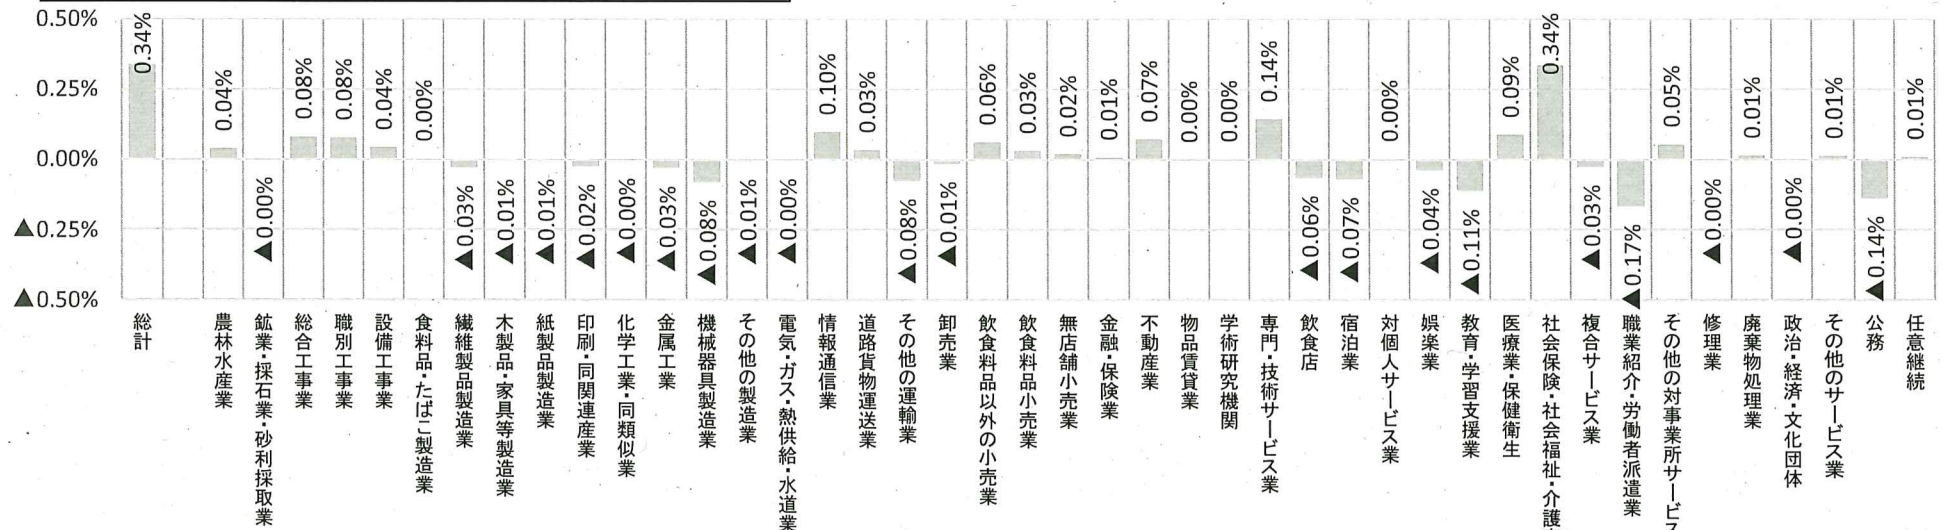 0.50%
0.25%
0.00%
▲0.25%
▲0.50%
0.34%
0.04%
▲0.00%
0.08%
0.08%
0.04%
0.00%
▲0.03%
▲0.01%
▲0.01%
▲0.02%
▲0.00%
▲0.03%
▲0.08%
▲0.01%
▲0.00%
0.10%
0.03%
▲0.08%
▲0.01%
0.06%
0.03%
0.02%
0.01%
0.07%
0.00%
0.00%
0.14%
▲0.06%
▲0.07%
0.00%
▲0.04%
▲0.11%
0.09%
0.34%
▲0.03%
▲0.17%
0.05%
▲0.00%
0.01%
▲0.00%
0.01%
▲0.14%
0.01%
総計
農林水産業
鉱業・採石業・砂利採取業
総合工事業
職別工事業
設備工事業
食料品・たばこ製造業
繊維製品製造業
木製品・家具等製造業
紙製品製造業
印刷・同関連産業
化学工業・同類似業
金属工業
機械器具製造業
その他の製造業
電気・ガス・熱供給・水道業
情報通信業
道路貨物運送業
その他の運輸業
卸売業
飲食料品以外の小売業
飲食料品小売業
無店舗小売業
金融・保険業
不動産業
物品賃貸業
学術研究機関
専門・技術サービス業
飲食店
宿泊業
対個人サービス業
娯楽業
教育・学習支援業
医療業・保健衛生
社会保険・社会福祉・介護
複合サービス業
職業紹介・労働者派遣業
その他の対事業所サービス
修理業
廃棄物処理業
政治・経済・文化団体
その他のサービス業
公務
任意継続